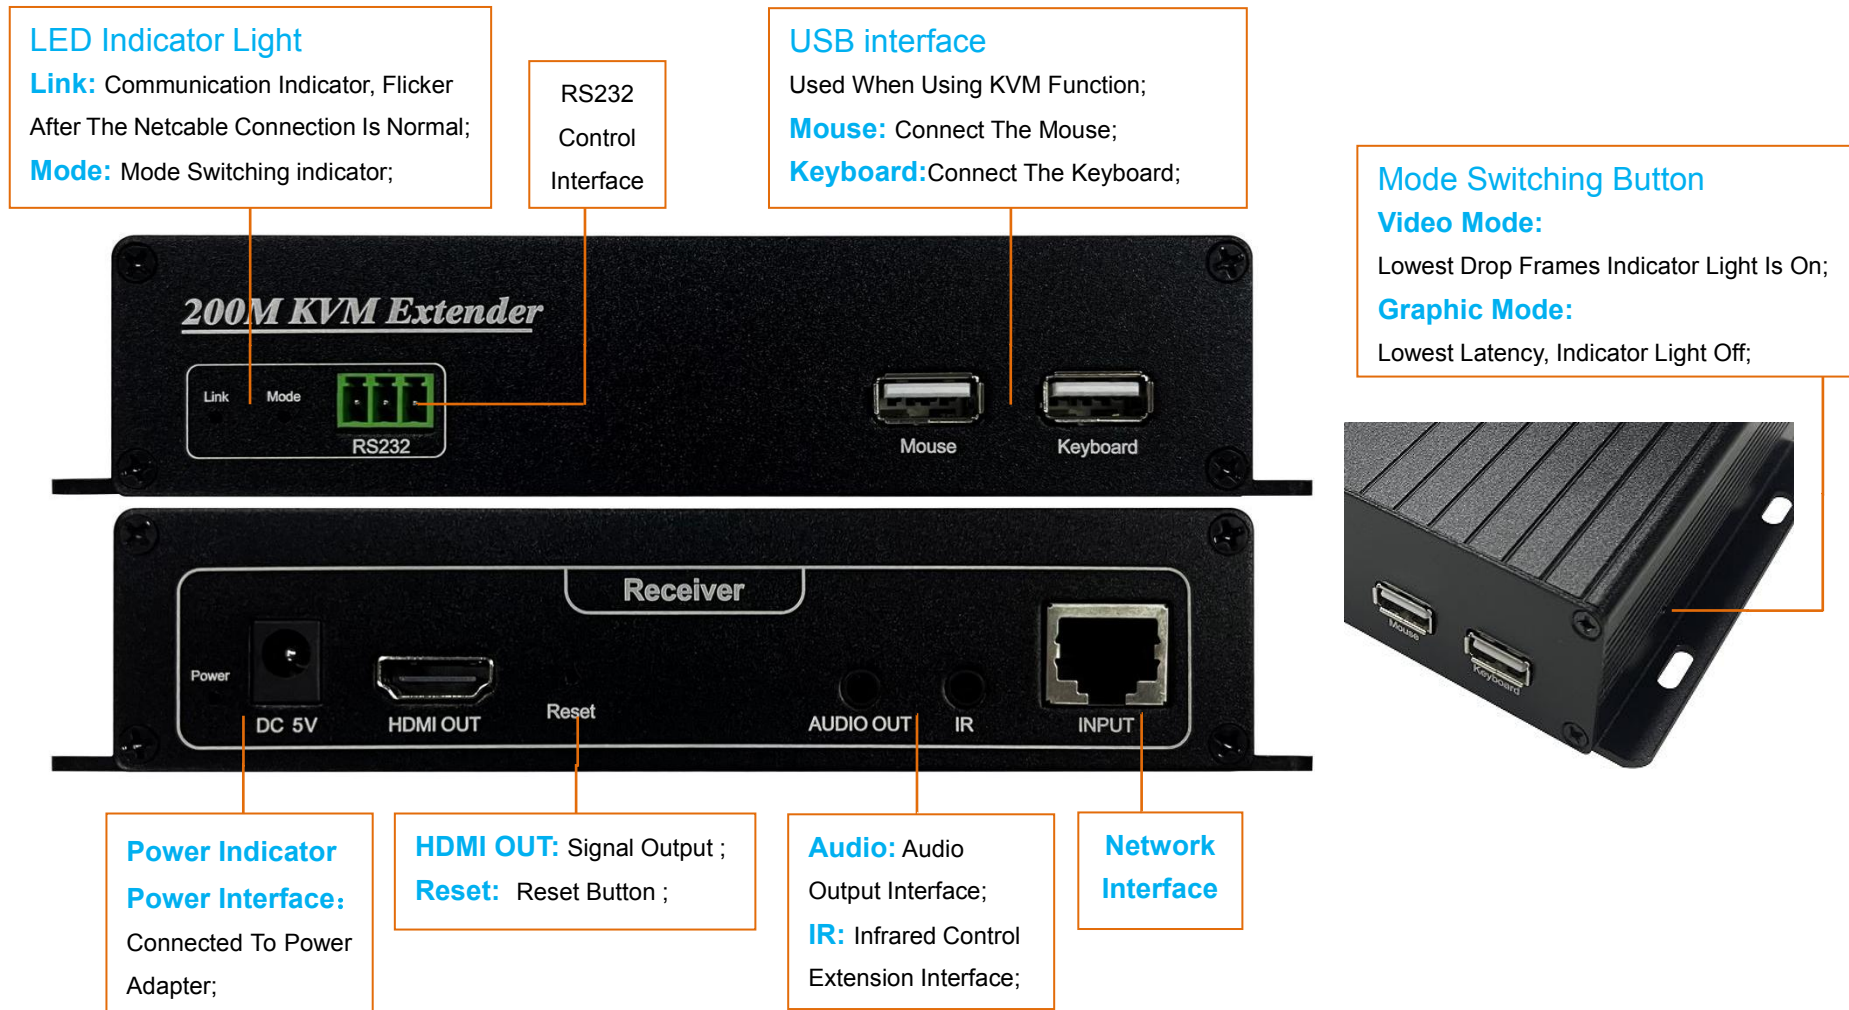 LED Indicator Light
Link: Communication Indicator, Flicker
After The Netcable Connection Is Normal;
Mode: Mode Switching indicator;
RS232
Control
Interface
USB interface
Used When Using KVM Function;
Mouse: Connect The Mouse;
Keyboard:Connect The Keyboard;
Mode Switching Button
Video Mode:
Lowest Drop Frames Indicator Light Is On;
Graphic Mode:
Lowest Latency, Indicator Light Off;
200M KVM Extender
Link Mode
RS232
Mouse Keyboard
Mouse
Keyboard
Receiver
Power
DC 5V HDMI OUT Reset AUDIO OUT IR INPUT
Power Indicator
Power Interface：
Connected To Power
Adapter;
HDMI OUT: Signal Output ;
Reset: Reset Button ;
Audio: Audio
Output Interface;
IR: Infrared Control
Extension Interface;
Network
Interface